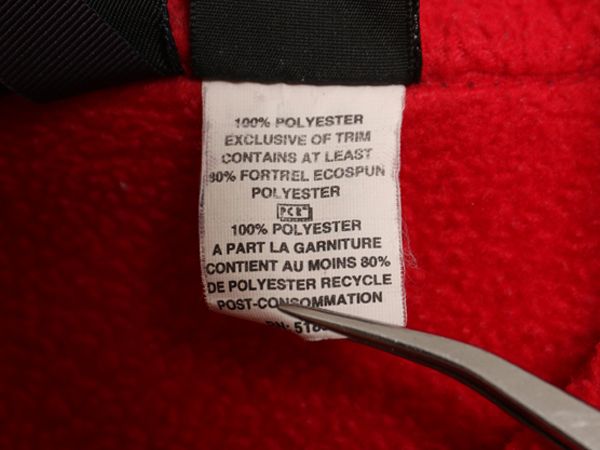 100% POLYESTER
EXCLUSIVE OF TRIM
CONTAINS AT LEAST
80% FORTREL ECOSPUN
POLYESTER
PCR
100% POLYESTER
A PART LA GARNITURE
CONTIENT AU MOINS 80%
DE POLYESTER RECYCLE
POST-CONSOMMATION